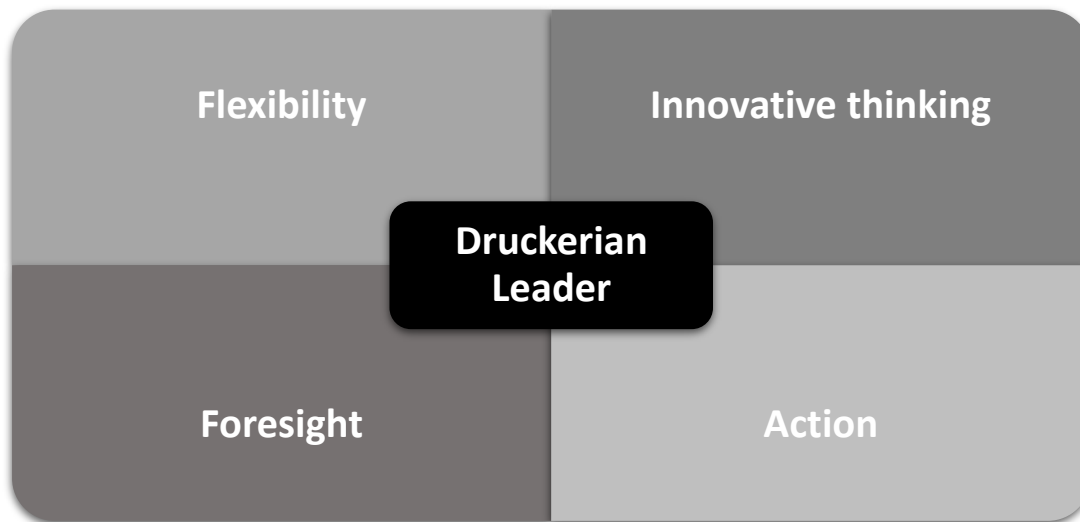 Flexibility
Innovative thinking
Druckerian
Leader
Foresight
Action